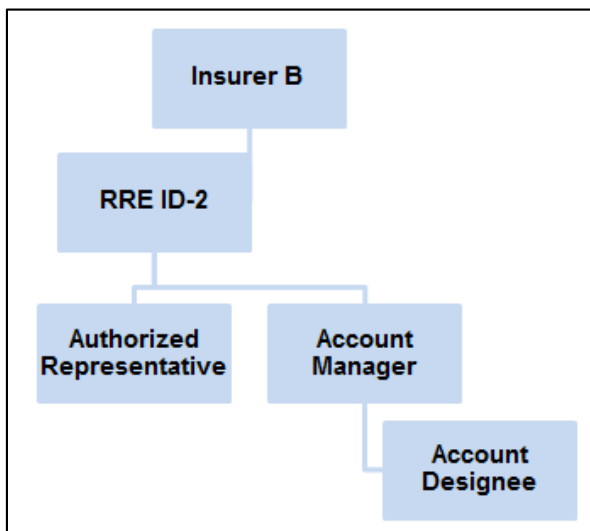 Insurer B
RRE ID-2
Authorized
Representative
Account
Manager
Account
Designee